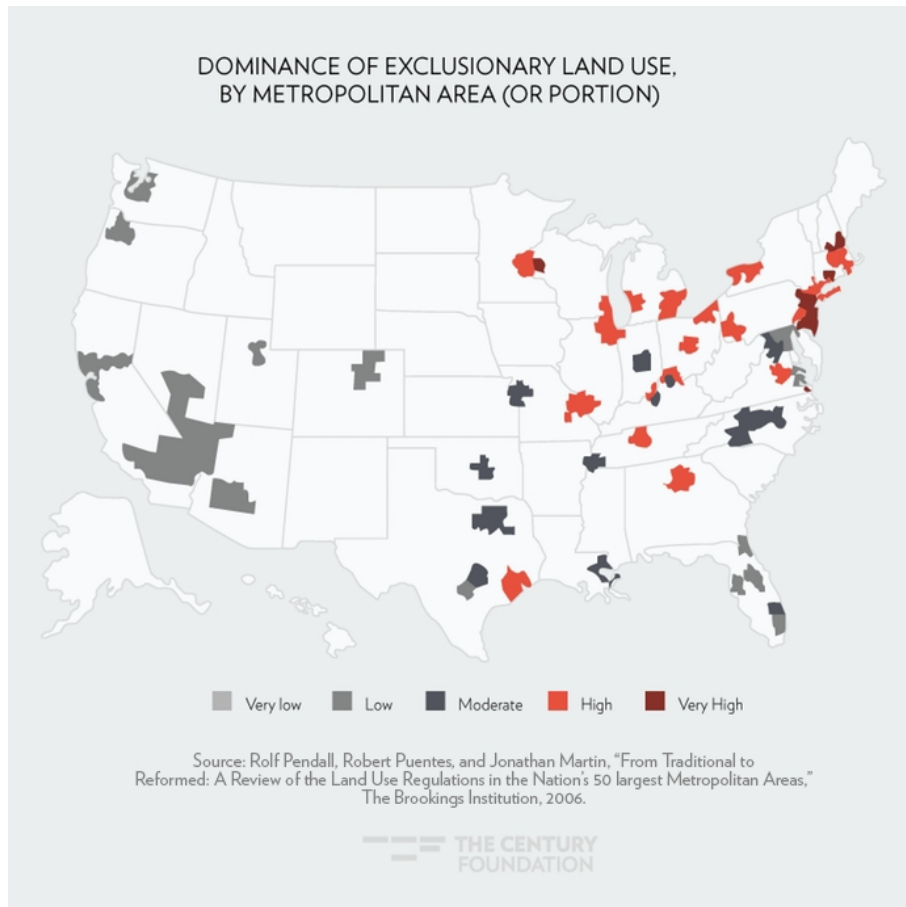 DOMINANCE OF EXCLUSIONARY LAND USE,
BY METROPOLITAN AREA (OR PORTION)
Very low
Low
Moderate
High
Very High
Source: Rolf Pendall, Robert Puentes, and Jonathan Martin, “From Traditional to
Reformed: A Review of the Land Use Regulations in the Nation’s 50 largest Metropolitan Areas,”
The Brookings Institution, 2006.
THE CENTURY
FOUNDATION